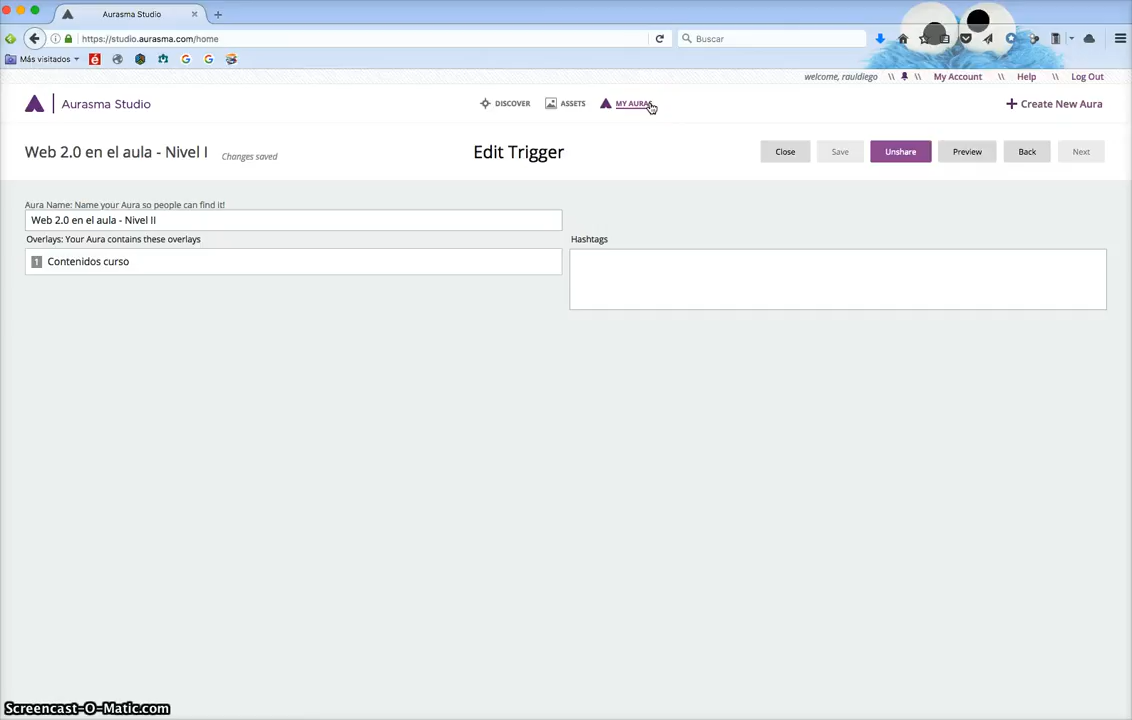 Aurasma Studio
https://studio.aurasma.com/home
Buscar
Más visitados
welcome, rauldiego \\ \\ My Account \\ Help \\ Log Out
Aurasma Studio
DISCOVER ASSETS MY AURAS
Create New Aura
Web 2.0 en el aula - Nivel I Changes saved
Edit Trigger
Close Save Unshare Preview Back Next
Aura Name: Name your Aura so people can find it!
Web 2.0 en el aula - Nivel II
Overlays: Your Aura contains these overlays
Hashtags
1 Contenidos curso
Screencast-O-Matic.com